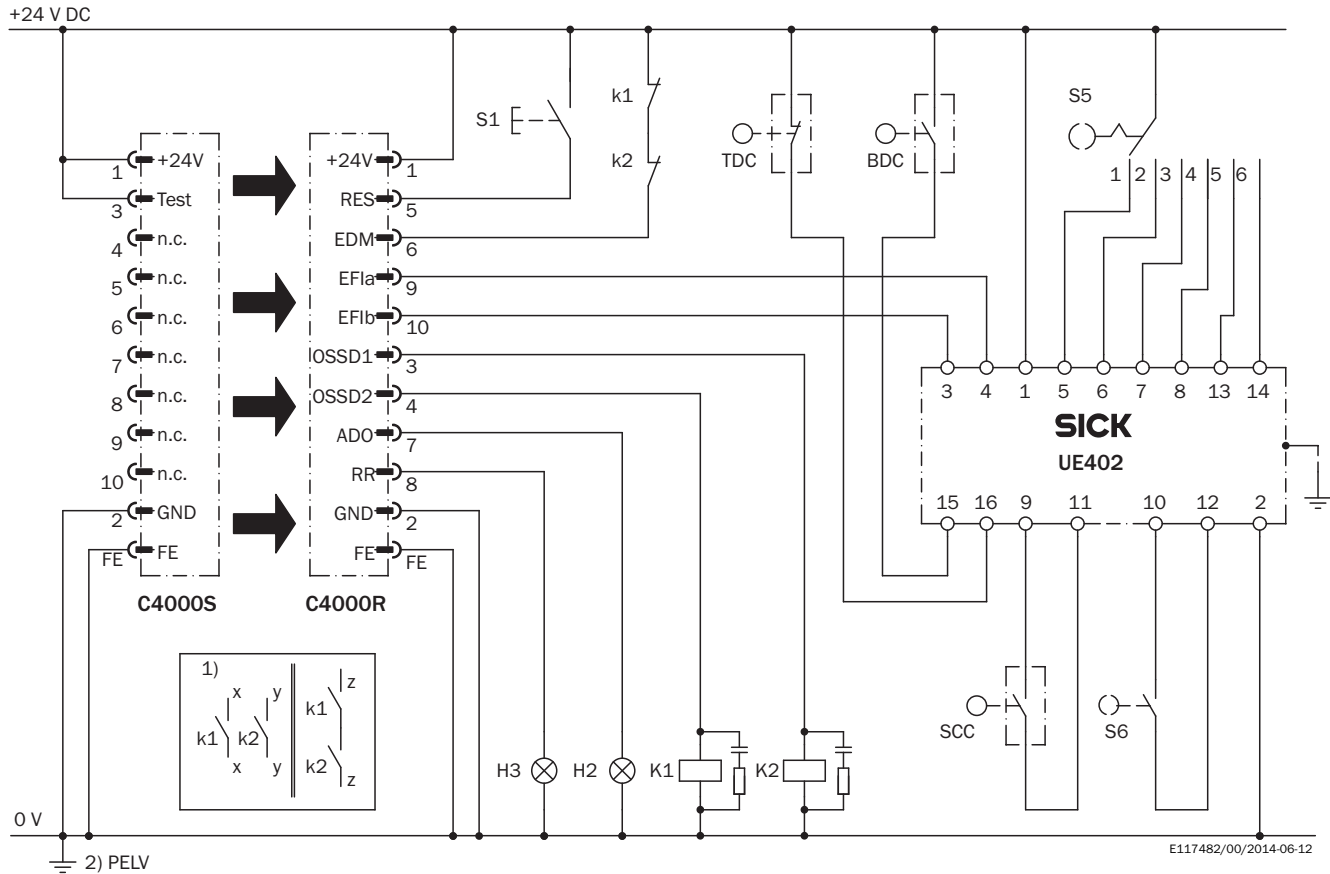 +24 V DC
S1
k1
k2
TDC
BDC
S5
1 2 3 4 5 6
1 +24V
3 Test
4 n.c.
5 n.c.
6 n.c.
7 n.c.
8 n.c.
9 n.c.
10 n.c.
2 GND
FE FE
C4000S
+24V 1
RES 5
EDM 6
EFIa 9
EFIb 10
OSSD1 3
OSSD2 4
ADO 7
RR 8
GND 2
FE FE
C4000R
3 4 1 5 6 7 8 13 14
SICK
UE402
15 16 9 11 10 12 2
1)
x y z
k1 k2 k1
x y k2 z
H3 H2 K1 K2
SCC S6
0 V
2) PELV
E117482/00/2014-06-12